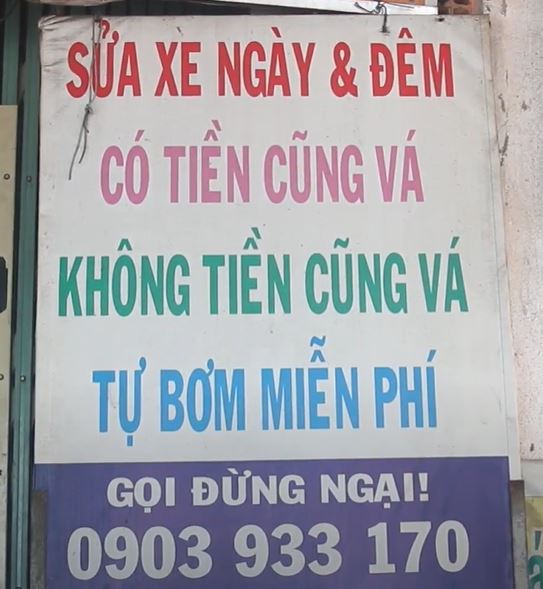 SỬA XE NGÀY & ĐÊM
CÓ TIỀN CŨNG VÁ
KHÔNG TIỀN CŨNG VÁ
TỰ BƠM MIỄN PHÍ
GỌI ĐỪNG NGẠI!
0903 933 170